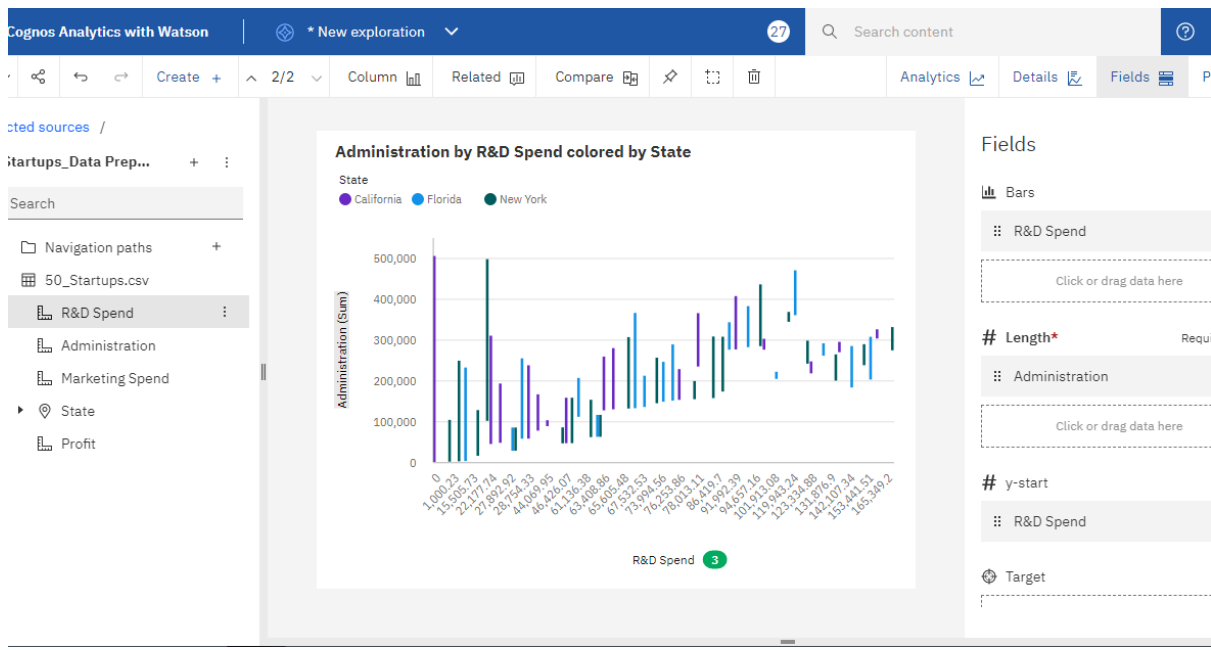 Cognos Analytics with Watson
* New exploration
27
Search content
2/2
Create +
Column
Related
Compare
Analytics
Details
Fields
P
cted sources /
Startups_Data Prep...
Search
Navigation paths
50_Startups.csv
R&D Spend
Administration
Marketing Spend
State
Profit
Administration by R&D Spend colored by State
State
California
Florida
New York
Administration (Sum)
500,000
400,000
300,000
200,000
100,000
0
0
1,000.23
15,505.73
22,177.74
27,892.92
28,754.33
44,069.95
46,426.07
61,136.38
63,408.86
65,605.48
67,532.53
73,994.56
76,253.86
78,013.11
86,419.7
91,992.39
94,657.16
101,913.08
119,943.24
123,334.88
131,876.9
142,107.34
153,441.51
165,349.2
R&D Spend 3
Fields
Bars
R&D Spend
Click or drag data here
# Length*
Requi
Administration
Click or drag data here
# y-start
R&D Spend
Target